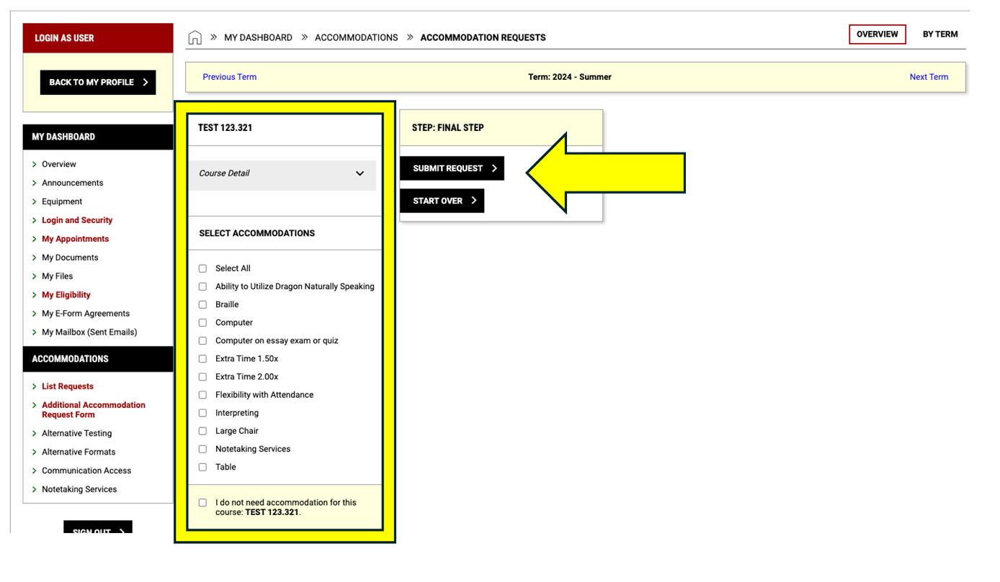 LOGIN AS USER
BACK TO MY PROFILE
MY DASHBOARD
Overview
Announcements
Equipment
Login and Security
My Appointments
My Documents
My Files
My Eligibility
My E-Form Agreements
My Mailbox (Sent Emails)
ACCOMMODATIONS
List Requests
Additional Accommodation
Request Form
Alternative Testing
Alternative Formats
Communication Access
Notetaking Services
SIGN OUT
» MY DASHBOARD » ACCOMMODATIONS » ACCOMMODATION REQUESTS
OVERVIEW BY TERM
Previous Term Term: 2024 - Summer Next Term
TEST 123.321
Course Detail
SELECT ACCOMMODATIONS
Select All
Ability to Utilize Dragon Naturally Speaking
Braille
Computer
Computer on essay exam or quiz
Extra Time 1.50x
Extra Time 2.00x
Flexibility with Attendance
Interpreting
Large Chair
Notetaking Services
Table
I do not need accommodation for this
course: TEST 123.321.
STEP: FINAL STEP
SUBMIT REQUEST
START OVER